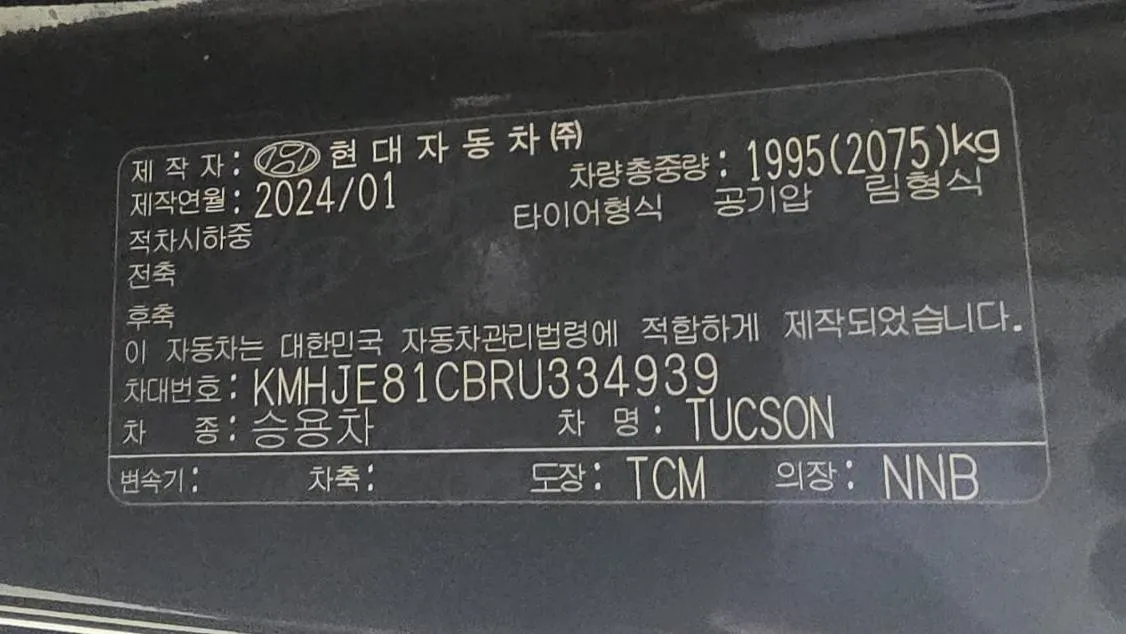 제 작 자 : 현 대 자 동 차 ㈜
차량총중량 : 1995(2075)kg
제작연월 : 2024/01
타이어형식 공기압 림형식
적차시하중
전축
후축
이 자동차는 대한민국 자동차관리법령에 적합하게 제작되었습니다.
차대번호 : KMHJE81CBRU334939
차 종 : 승용차 차 명 : TUCSON
변속기 : 차축 : 도장 : TCM 의장 : NNB